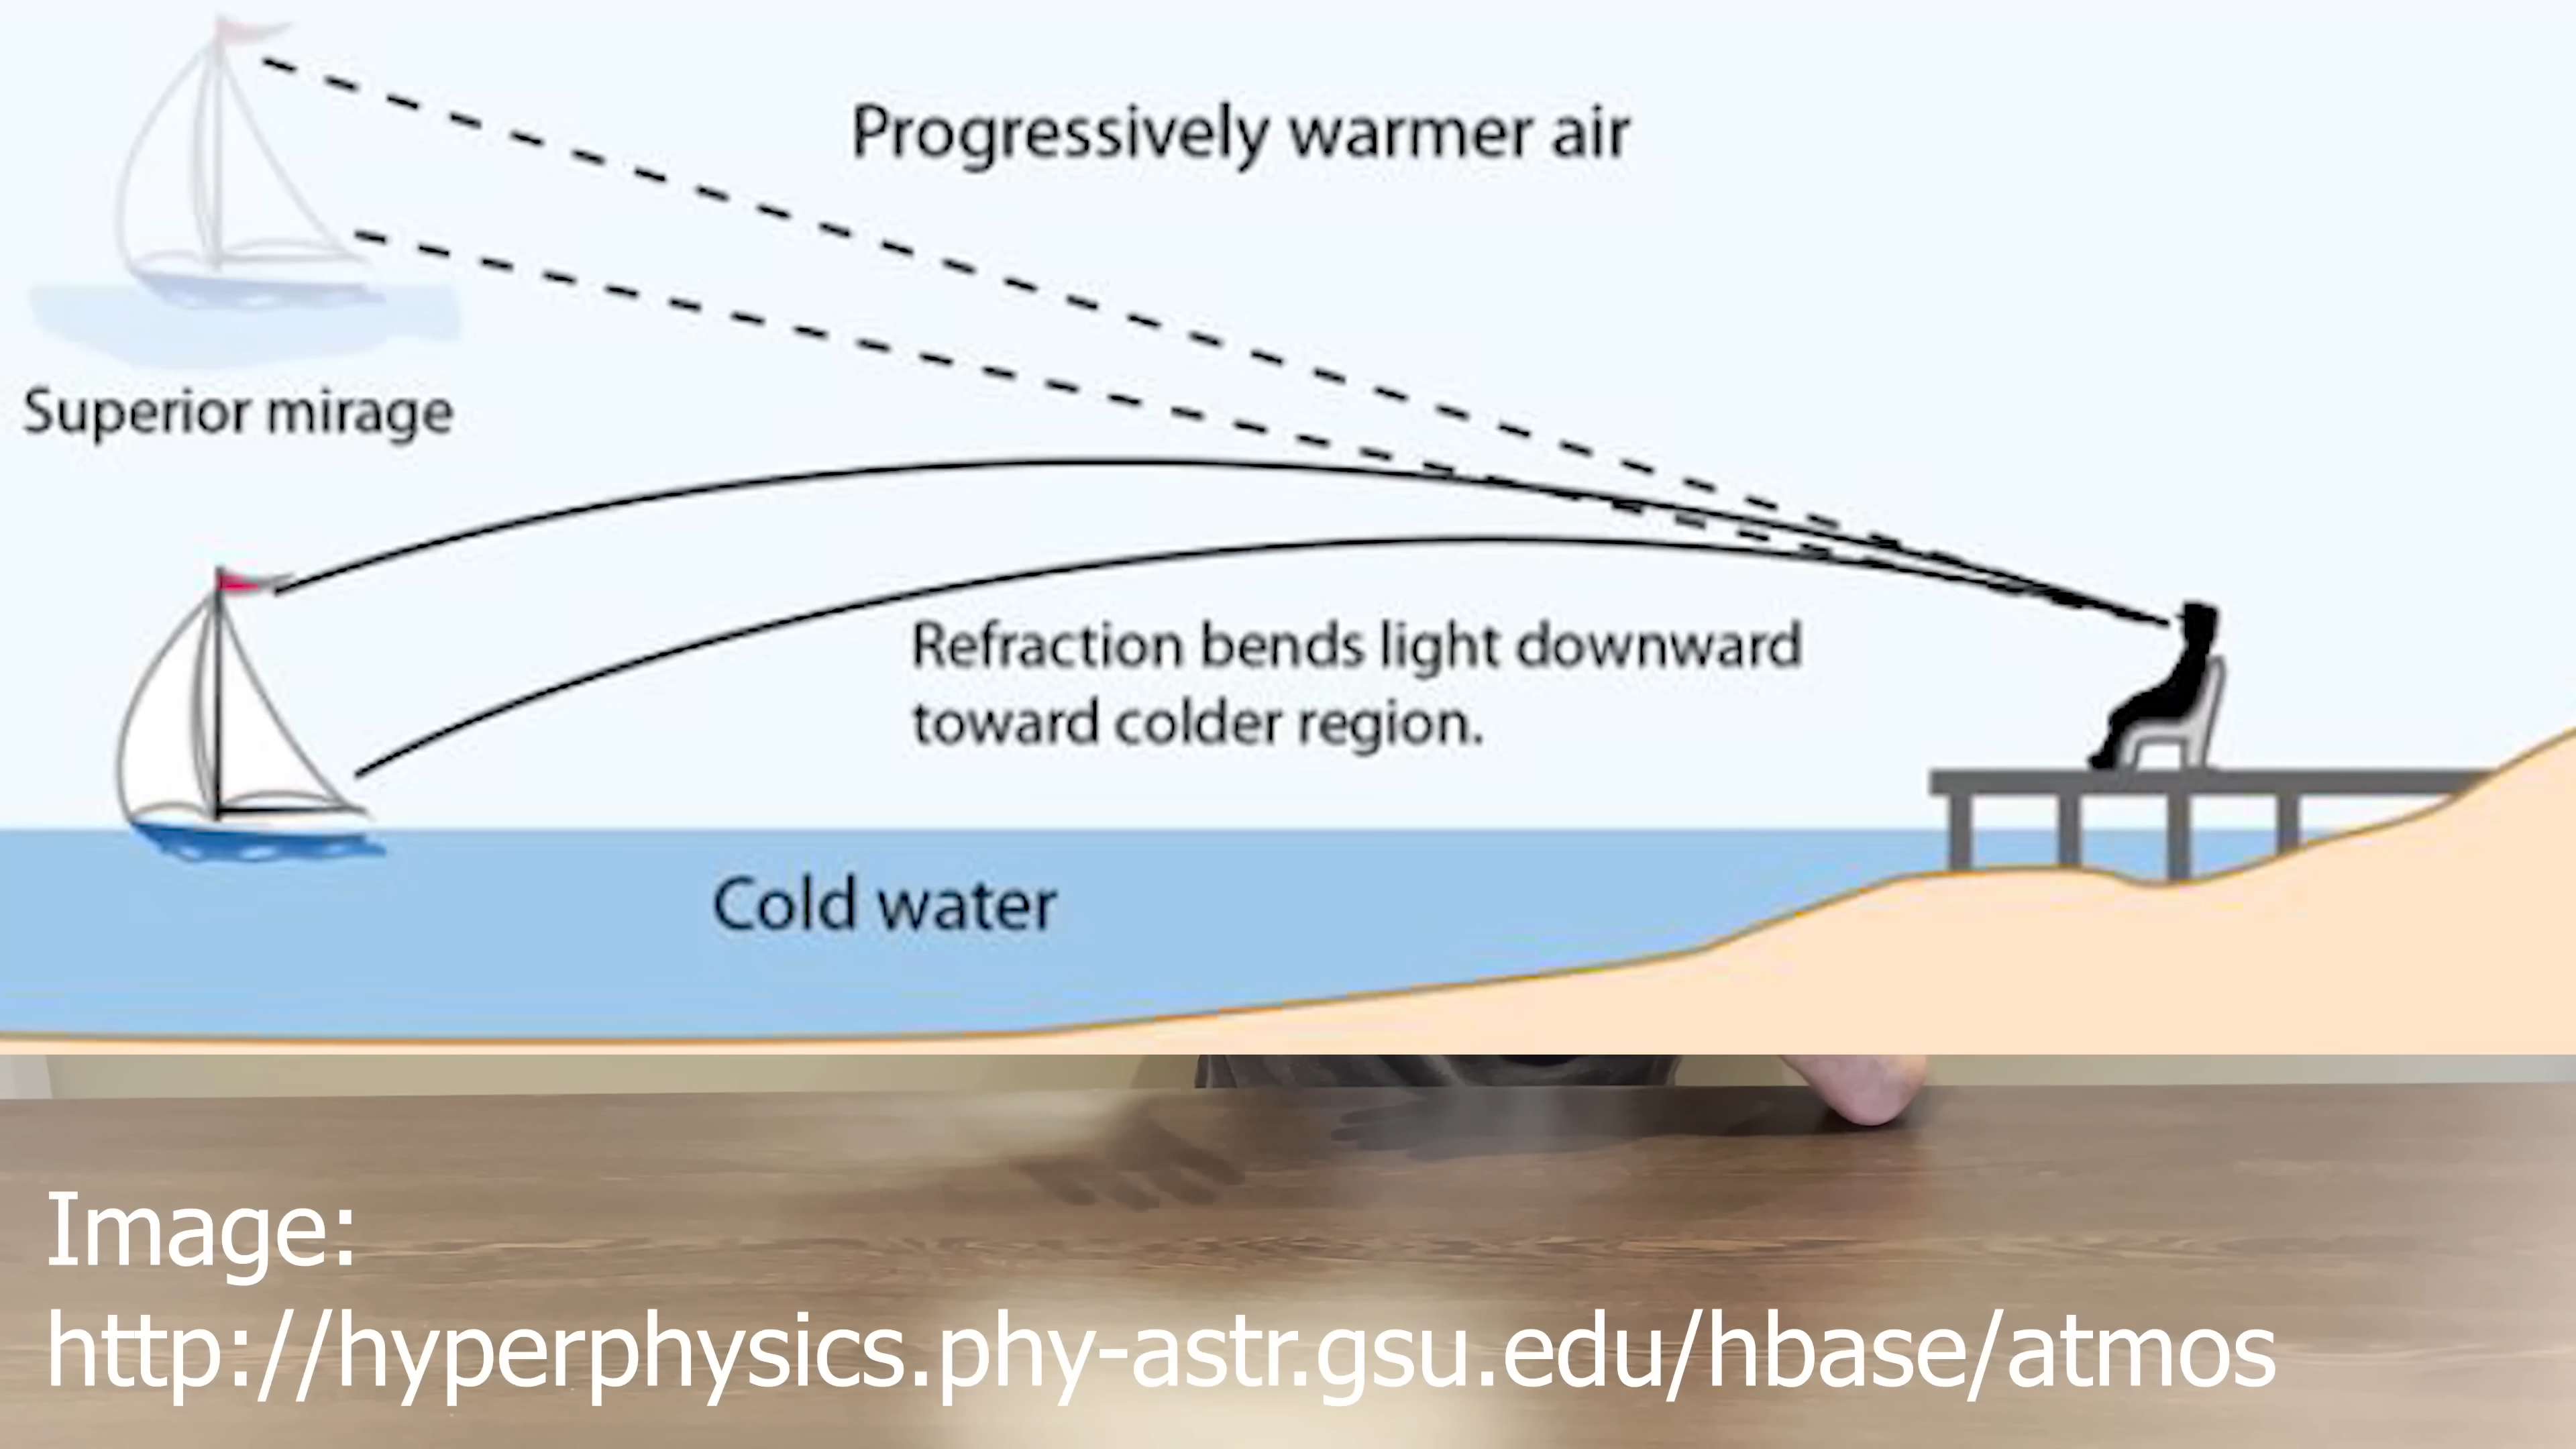 Progressively warmer air
Superior mirage
Refraction bends light downward
toward colder region.
Cold water
Image:
http://hyperphysics.phy-astr.gsu.edu/hbase/atmos